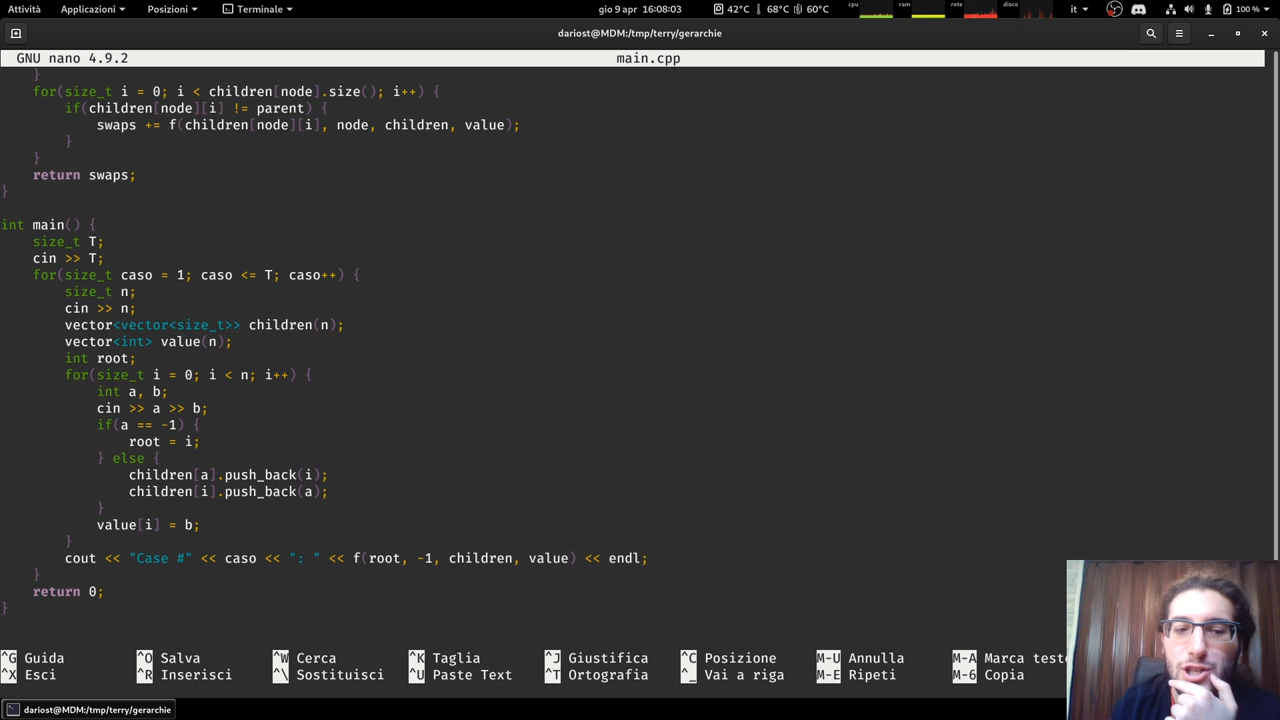 Attività Applicazioni Posizioni Terminale gio 9 apr 16:08:03 42°C 68°C 60°C cpu ram rete disco it 100 %
dariost@MDM:/tmp/terry/gerarchie
GNU nano 4.9.2 main.cpp
}
for(size_t i = 0; i < children[node].size(); i++) {
if(children[node][i] != parent) {
swaps += f(children[node][i], node, children, value);
}
}
return swaps;
}
int main() {
size_t T;
cin >> T;
for(size_t caso = 1; caso <= T; caso++) {
size_t n;
cin >> n;
vector<vector<size_t>> children(n);
vector<int> value(n);
int root;
for(size_t i = 0; i < n; i++) {
int a, b;
cin >> a >> b;
if(a == -1) {
root = i;
} else {
children[a].push_back(i);
children[i].push_back(a);
}
value[i] = b;
}
cout << "Case #" << caso << ": " << f(root, -1, children, value) << endl;
}
return 0;
}
^G Guida ^O Salva ^W Cerca ^K Taglia ^J Giustifica ^C Posizione M-U Annulla M-A Marca test
^X Esci ^R Inserisci ^\ Sostituisci ^U Paste Text ^T Ortografia ^_ Vai a riga M-E Ripeti M-6 Copia
dariost@MDM:/tmp/terry/gerarchie